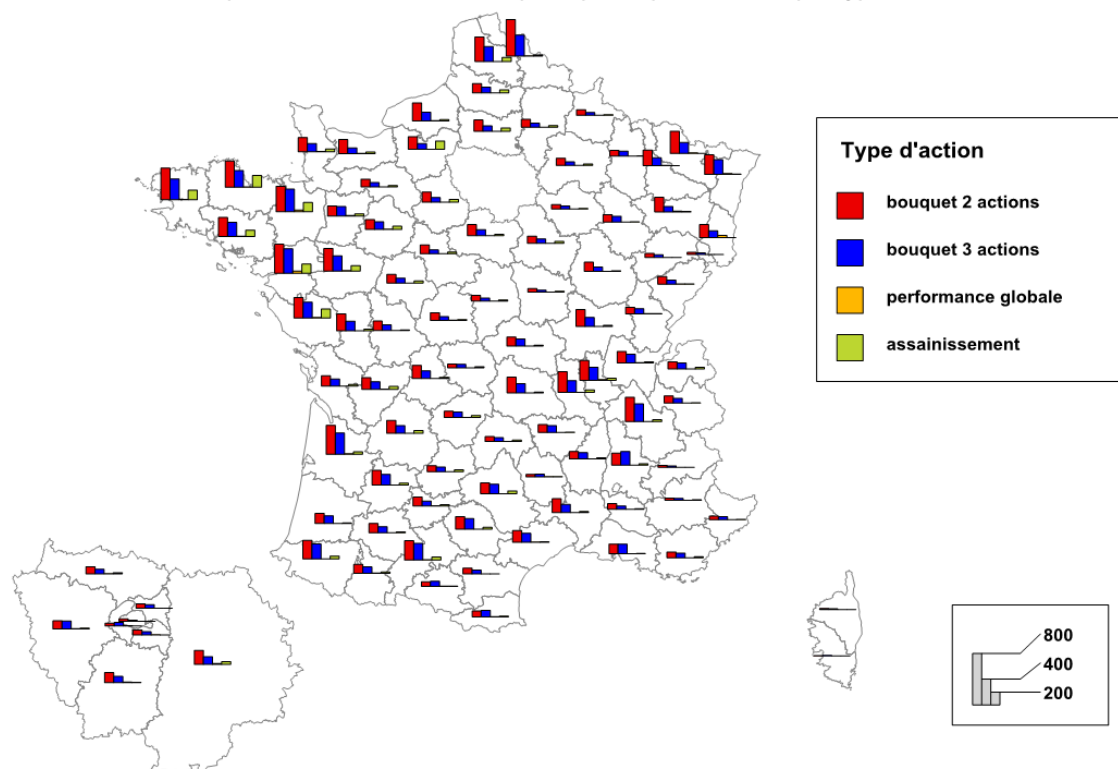 Type d'action
bouquet 2 actions
bouquet 3 actions
performance globale
assainissement
800
400
200